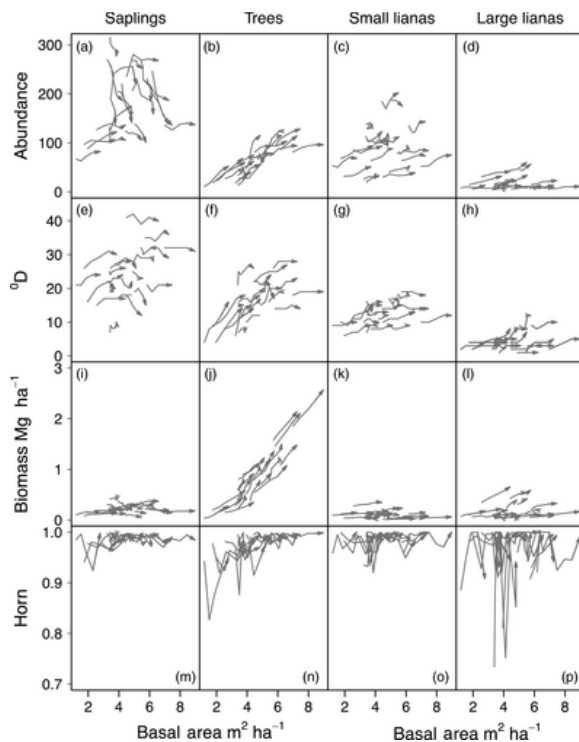 Saplings Trees Small lianas Large lianas
(a) (b) (c) (d)
Abundance
300
200
100
0
(e) (f) (g) (h)
⁰D
40
30
20
10
0
(i) (j) (k) (l)
Biomass Mg ha⁻¹
3
2
1
0
Horn
1.0
0.9
0.8
0.7
(m) (n) (o) (p)
2 4 6 8 2 4 6 8 2 4 6 8 2 4 6 8
Basal area m² ha⁻¹ Basal area m² ha⁻¹